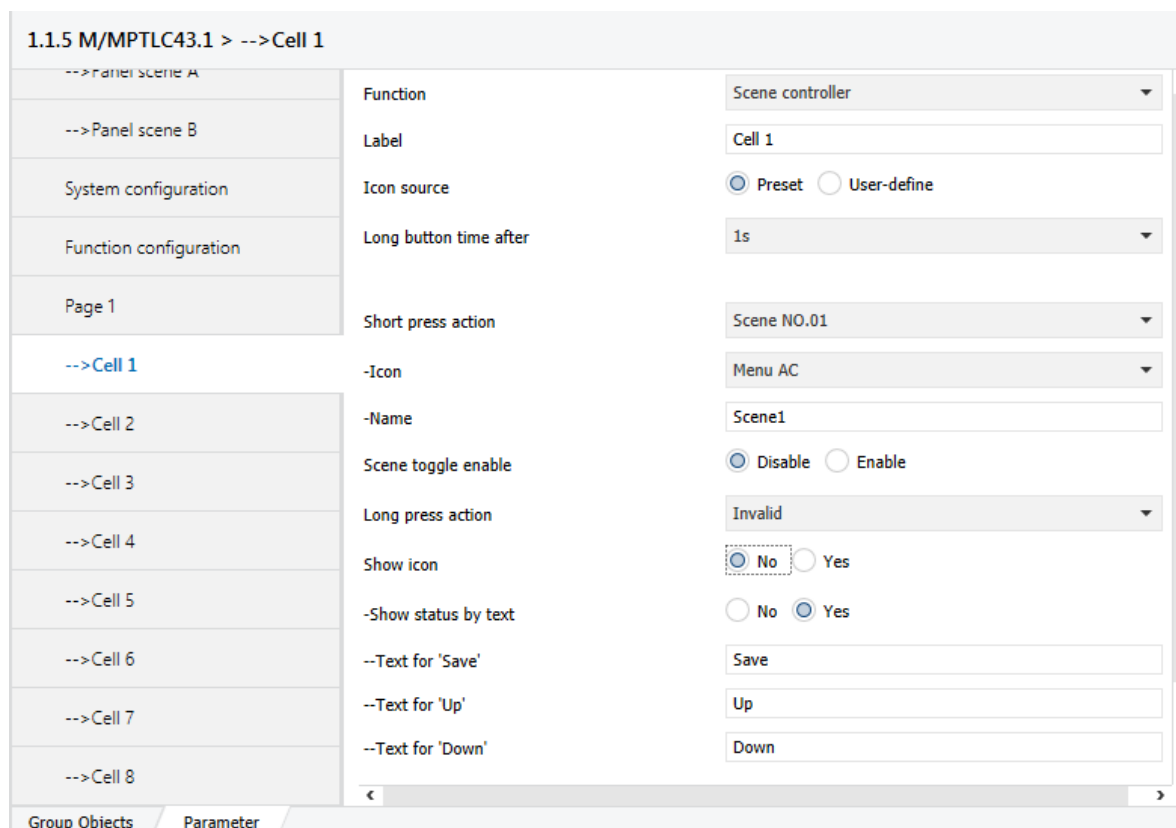 1.1.5 M/MPTLC43.1 > -->Cell 1
-->Panel scene A
-->Panel scene B
System configuration
Function configuration
Page 1
-->Cell 1
-->Cell 2
-->Cell 3
-->Cell 4
-->Cell 5
-->Cell 6
-->Cell 7
-->Cell 8
Function Scene controller
Label Cell 1
Icon source Preset User-define
Long button time after 1s
Short press action Scene NO.01
-Icon Menu AC
-Name Scene1
Scene toggle enable Disable Enable
Long press action Invalid
Show icon No Yes
-Show status by text No Yes
--Text for 'Save' Save
--Text for 'Up' Up
--Text for 'Down' Down
Group Objects Parameter